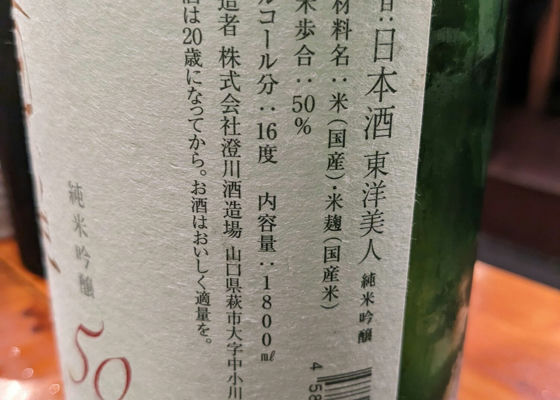 目:日本酒 東洋美人 純米吟醸
材料名:米(国産)・米麹(国産米)
米歩合:50%
ルコール分:16度 内容量:1800㎖
造者 株式会社澄川酒造場 山口県萩市大字中小川
酒は20歳になってから。お酒はおいしく適量を。
純米吟醸
50
4 58